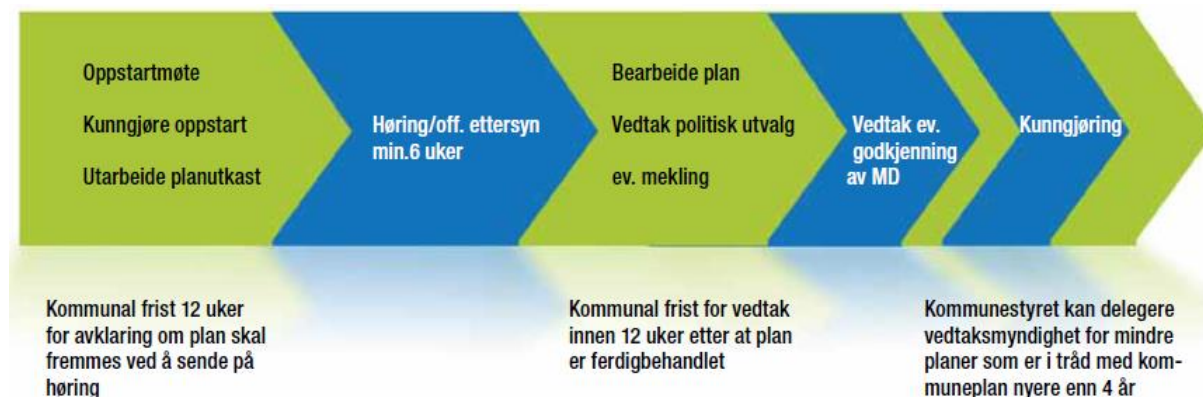 Oppstartmøte
Kunngjøre oppstart
Utarbeide planutkast
Høring/off. ettersyn
min.6 uker
Bearbeide plan
Vedtak politisk utvalg
ev. mekling
Vedtak ev.
godkjenning
av MD
Kunngjøring
Kommunal frist 12 uker
for avklaring om plan skal
fremmes ved å sende på
høring
Kommunal frist for vedtak
innen 12 uker etter at plan
er ferdigbehandlet
Kommunestyret kan delegere
vedtaksmyndighet for mindre
planer som er i tråd med kom-
muneplan nyere enn 4 år